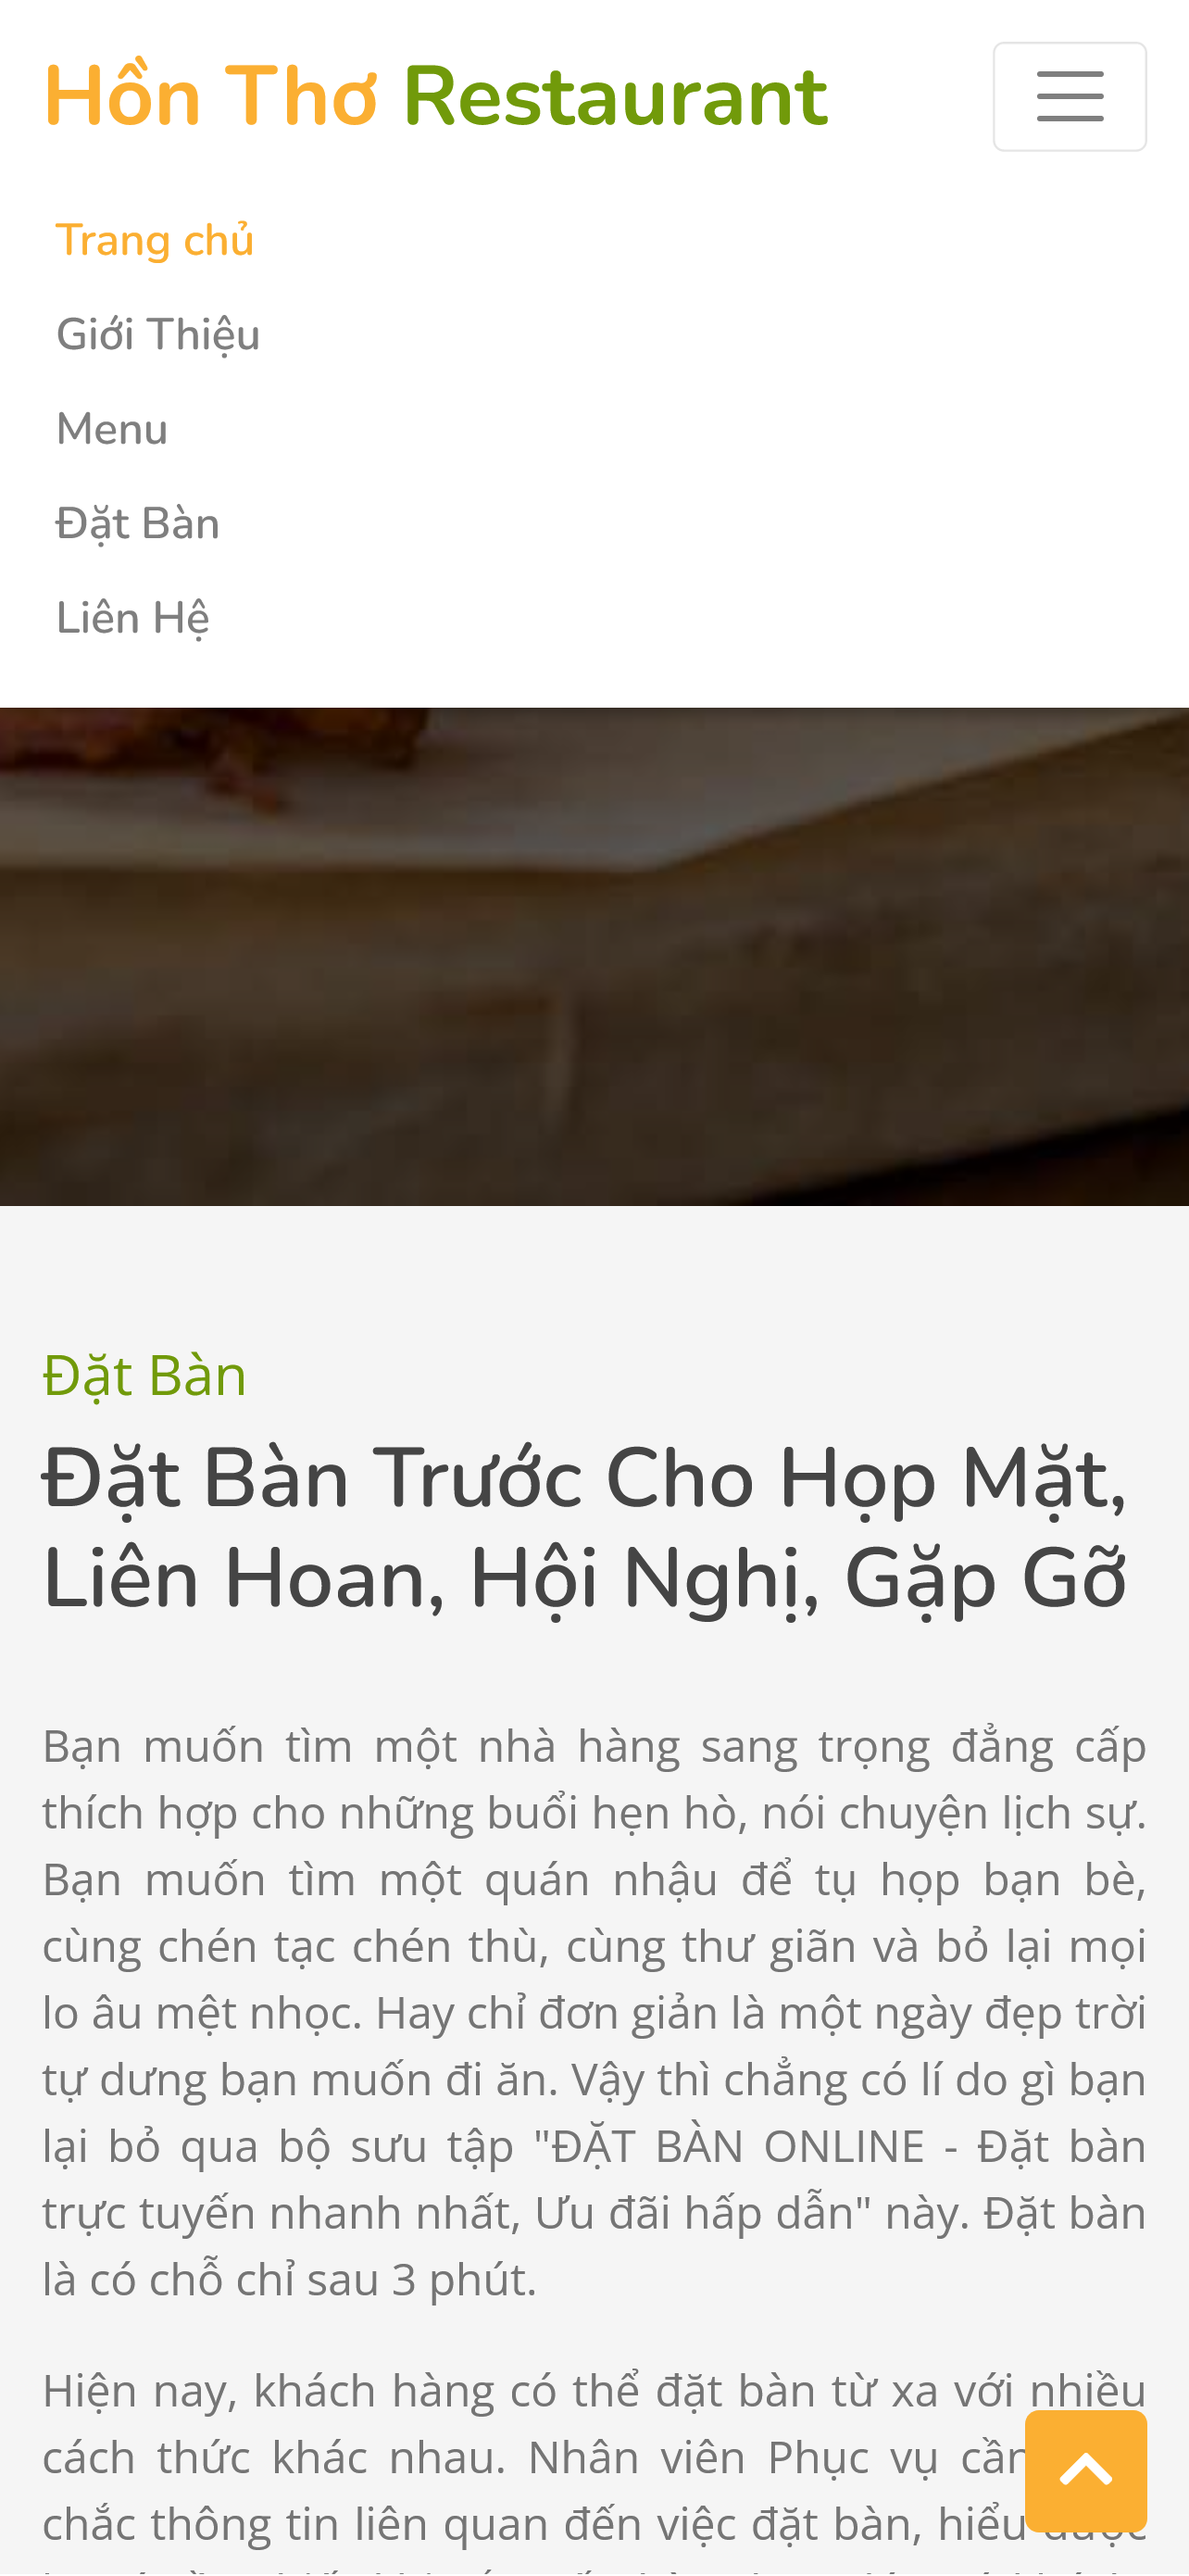 Hồn Thơ Restaurant
Trang chủ
Giới Thiệu
Menu
Đặt Bàn
Liên Hệ
Đặt Bàn
Đặt Bàn Trước Cho Họp Mặt,
Liên Hoan, Hội Nghị, Gặp Gỡ
Bạn muốn tìm một nhà hàng sang trọng đẳng cấp
thích hợp cho những buổi hẹn hò, nói chuyện lịch sự.
Bạn muốn tìm một quán nhậu để tụ họp bạn bè,
cùng chén tạc chén thù, cùng thư giãn và bỏ lại mọi
lo âu mệt nhọc. Hay chỉ đơn giản là một ngày đẹp trời
tự dưng bạn muốn đi ăn. Vậy thì chẳng có lí do gì bạn
lại bỏ qua bộ sưu tập "ĐẶT BÀN ONLINE - Đặt bàn
trực tuyến nhanh nhất, Ưu đãi hấp dẫn" này. Đặt bàn
là có chỗ chỉ sau 3 phút.
Hiện nay, khách hàng có thể đặt bàn từ xa với nhiều
cách thức khác nhau. Nhân viên Phục vụ cần
chắc thông tin liên quan đến việc đặt bàn, hiểu được